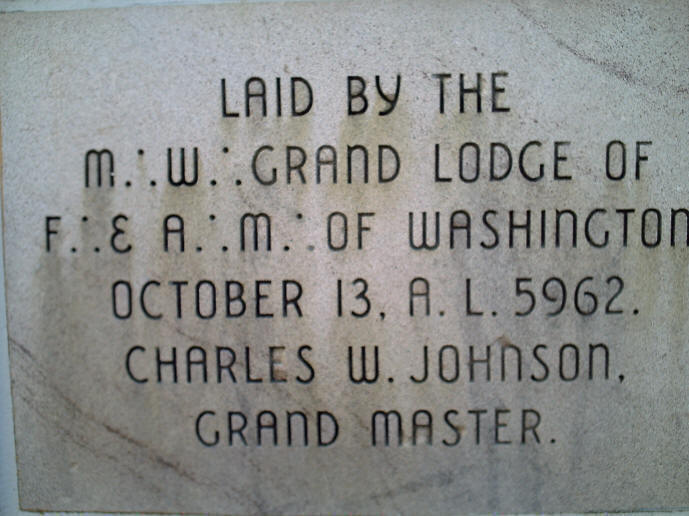 LAID BY THE
M∴W∴GRAND LODGE OF
F∴& A∴M∴OF WASHINGTON
OCTOBER 13, A. L. 5962.
CHARLES W. JOHNSON,
GRAND MASTER.